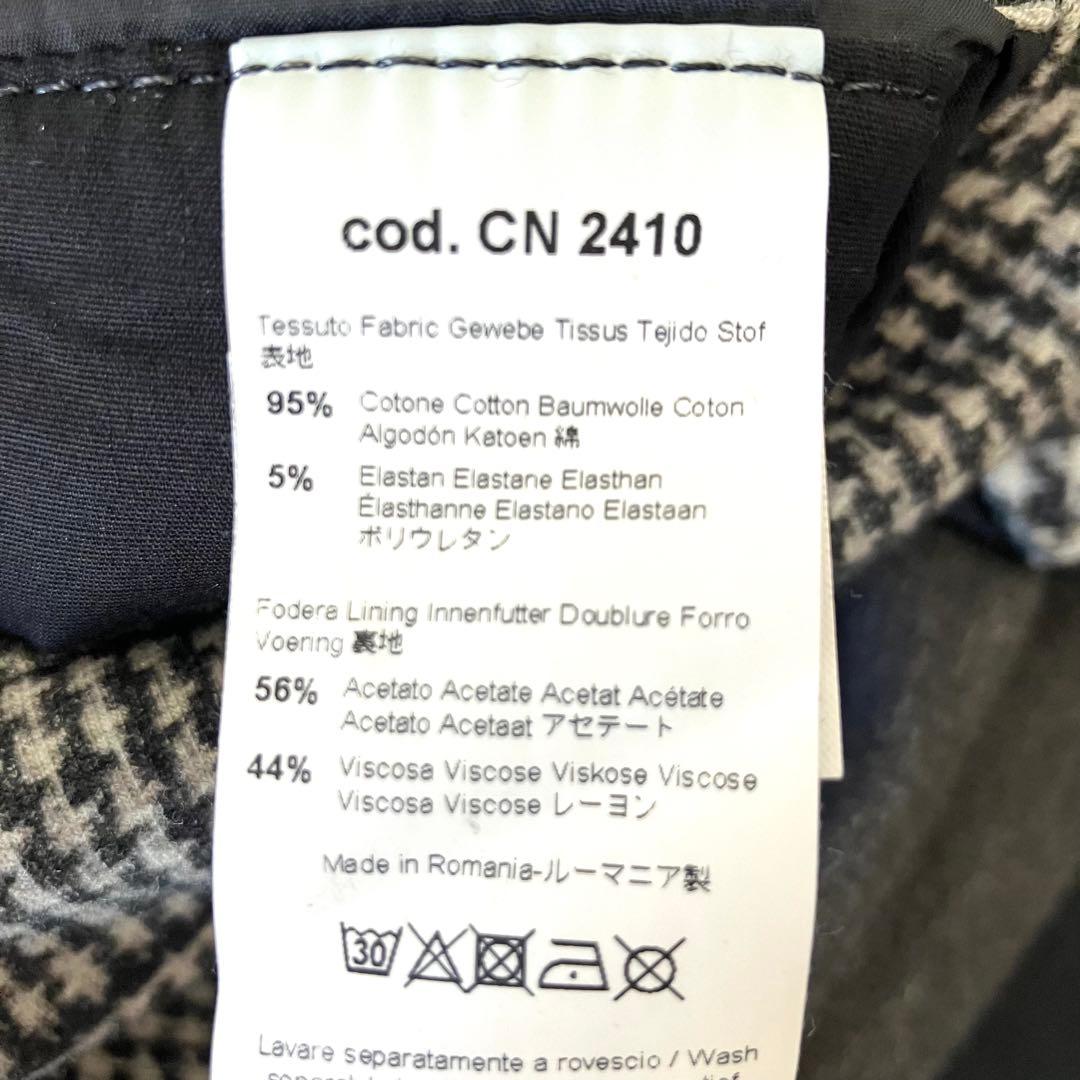 cod. CN 2410
Tessuto Fabric Gewebe Tissus Tejido Stof
表地
95% Cotone Cotton Baumwolle Coton
Algodón Katoen 綿
5% Elastan Elastane Elasthan
Élasthanne Elastano Elastaan
ポリウレタン
Fodera Lining Innenfutter Doublure Forro
Voering 裏地
56% Acetato Acetate Acetat Acétate
Acetato Acetaat アセテート
44% Viscosa Viscose Viskose Viscose
Viscosa Viscose レーヨン
Made in Romania-ルーマニア製
30
Lavare separatamente a rovescio / Wash